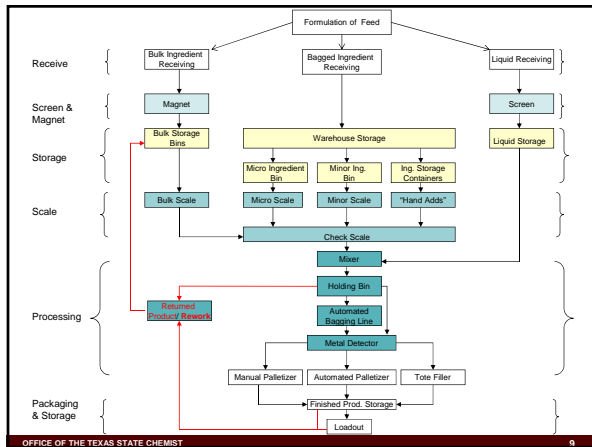 Formulation of Feed
Receive
Bulk Ingredient
Receiving
Bagged Ingredient
Receiving
Liquid Receiving
Screen &
Magnet
Magnet
Screen
Storage
Bulk Storage
Bins
Warehouse Storage
Liquid Storage
Micro Ingredient
Bin
Minor Ing.
Bin
Ing. Storage
Containers
Scale
Bulk Scale
Micro Scale
Minor Scale
"Hand Adds"
Check Scale
Mixer
Holding Bin
Processing
Returned
Product/ Rework
Automated
Bagging Line
Metal Detector
Manual Palletizer
Automated Palletizer
Tote Filler
Packaging
& Storage
Finished Prod. Storage
Loadout
OFFICE OF THE TEXAS STATE CHEMIST
9